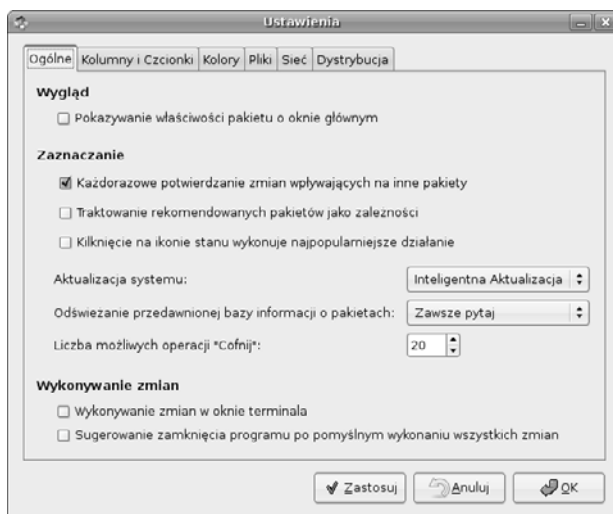 Ustawienia
Ogólne Kolumny i Czcionki Kolory Pliki Sieć Dystrybucja
Wygląd
Pokazywanie właściwości pakietu o oknie głównym
Zaznaczanie
Każdorazowe potwierdzanie zmian wpływających na inne pakiety
Traktowanie rekomendowanych pakietów jako zależności
Kilknięcie na ikonie stanu wykonuje najpopularniejsze działanie
Aktualizacja systemu: Inteligentna Aktualizacja
Odświeżanie przedawnionej bazy informacji o pakietach: Zawsze pytaj
Liczba możliwych operacji "Cofnij": 20
Wykonywanie zmian
Wykonywanie zmian w oknie terminala
Sugerowanie zamknięcia programu po pomyślnym wykonaniu wszystkich zmian
Zastosuj Anuluj OK